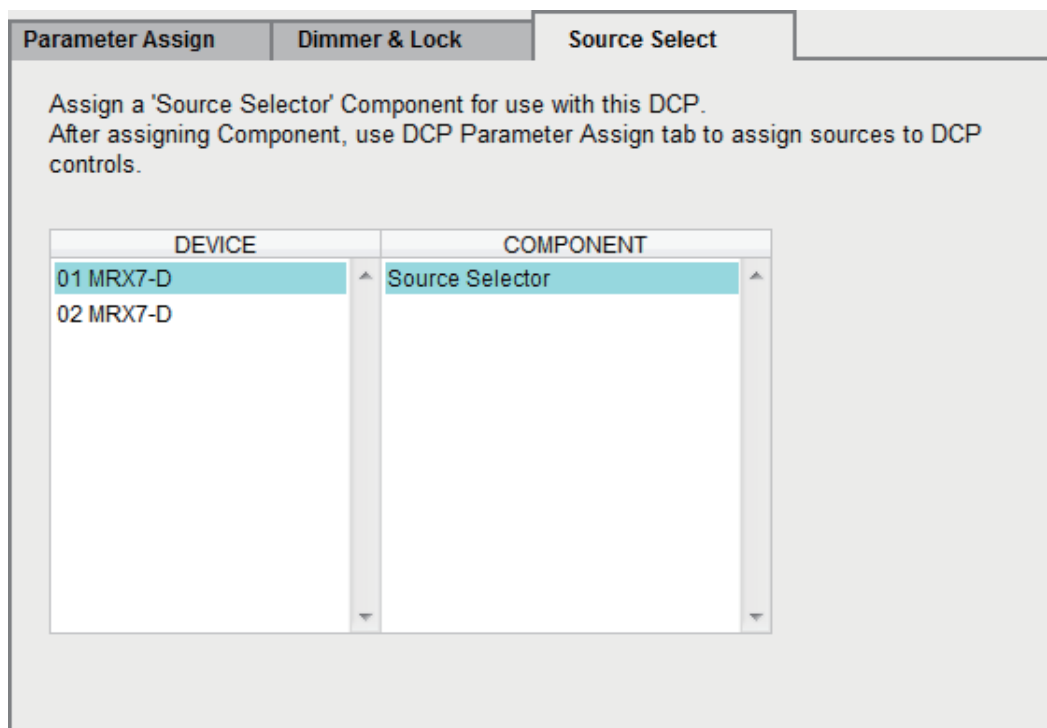 Parameter Assign Dimmer & Lock Source Select
Assign a 'Source Selector' Component for use with this DCP.
After assigning Component, use DCP Parameter Assign tab to assign sources to DCP
controls.
DEVICE COMPONENT
01 MRX7-D Source Selector
02 MRX7-D